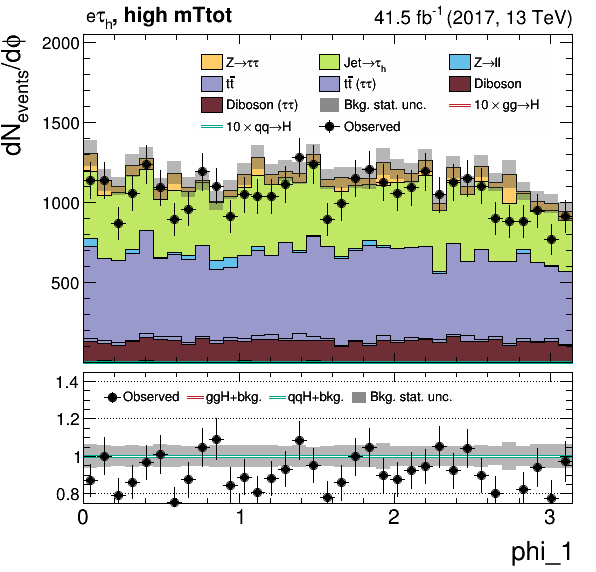 eτh, high mTtot 41.5 fb⁻¹ (2017, 13 TeV)
dNevents/dϕ
2000
1500
1000
500
Z→ττ Jet→τh Z→ll
tt̄ tt̄ (ττ) Diboson
Diboson (ττ) Bkg. stat. unc. 10 × gg→H
10 × qq→H Observed
1.4
1.2
1
0.8
Observed ggH+bkg. qqH+bkg. Bkg. stat. unc.
0 1 2 3
phi_1